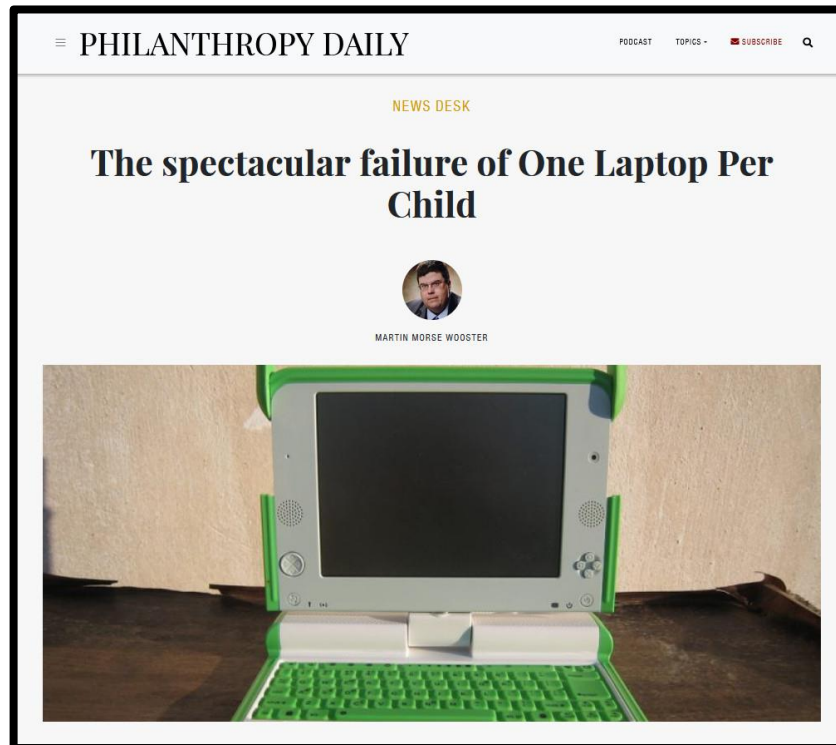 PHILANTHROPY DAILY
PODCAST TOPICS SUBSCRIBE
NEWS DESK
The spectacular failure of One Laptop Per
Child
MARTIN MORSE WOOSTER